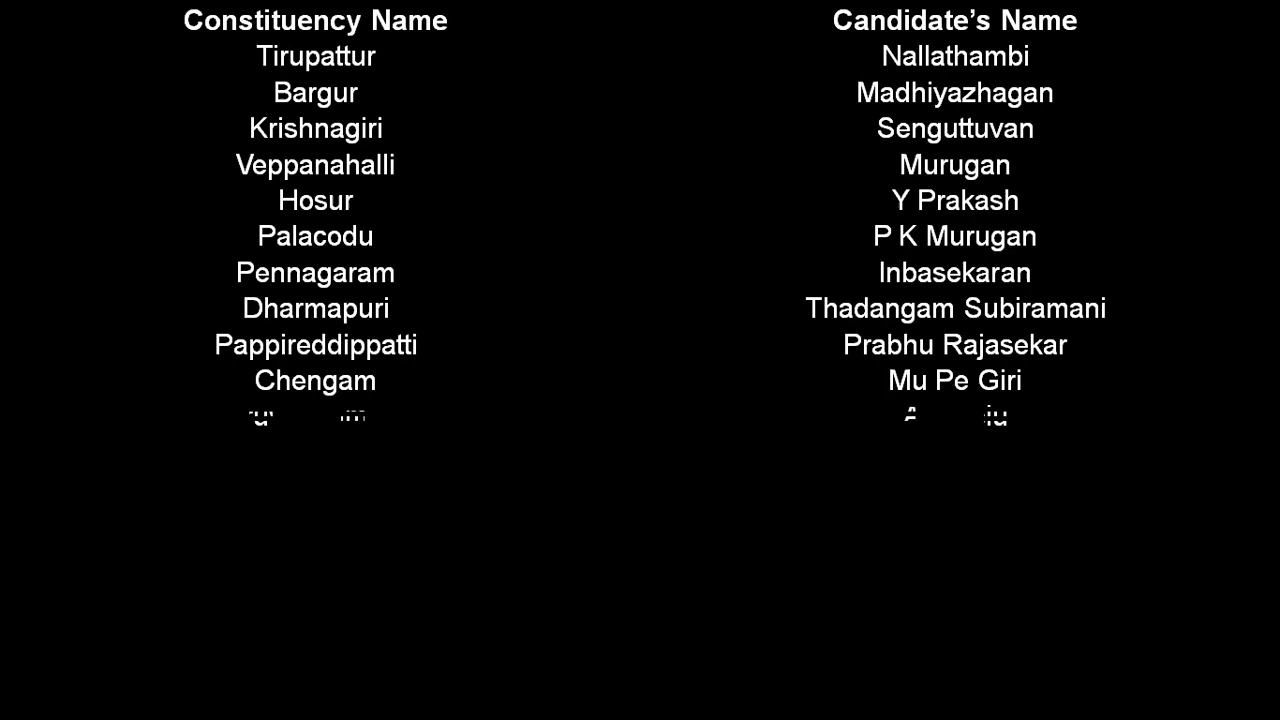 Constituency Name Candidate’s Name
Tirupattur Nallathambi
Bargur Madhiyazhagan
Krishnagiri Senguttuvan
Veppanahalli Murugan
Hosur Y Prakash
Palacodu P K Murugan
Pennagaram Inbasekaran
Dharmapuri Thadangam Subiramani
Pappireddippatti Prabhu Rajasekar
Chengam Mu Pe Giri